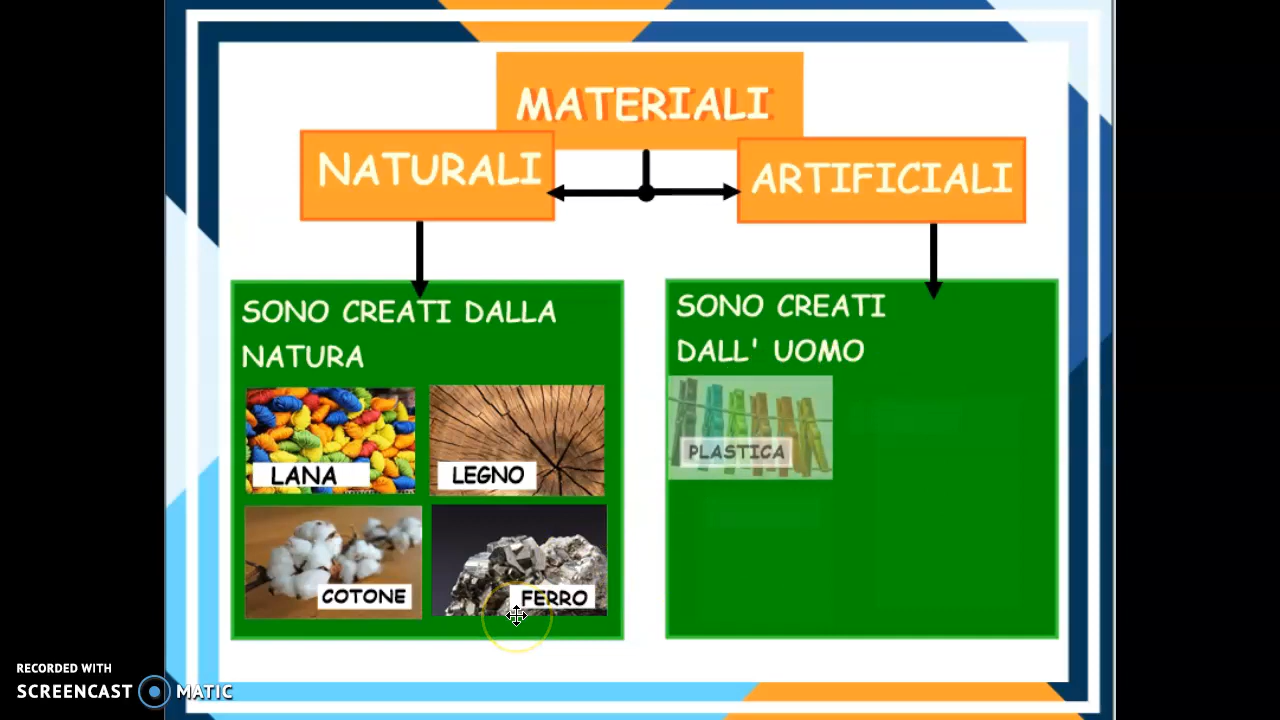 MATERIALI
NATURALI
ARTIFICIALI
SONO CREATI DALLA
NATURA
LANA
LEGNO
COTONE
FERRO
SONO CREATI
DALL' UOMO
PLASTICA
RECORDED WITH
SCREENCAST MATIC